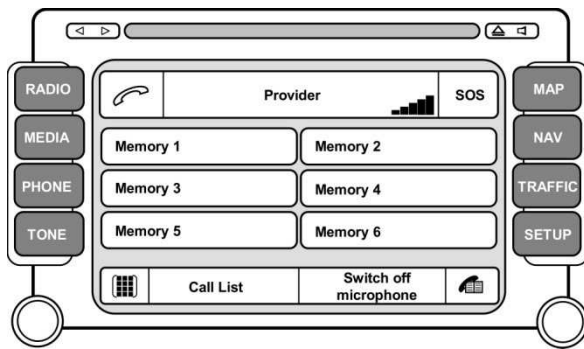 Provider
SOS
RADIO
MEDIA
PHONE
TONE
Memory 1
Memory 2
Memory 3
Memory 4
Memory 5
Memory 6
Call List
Switch off
microphone
MAP
NAV
TRAFFIC
SETUP